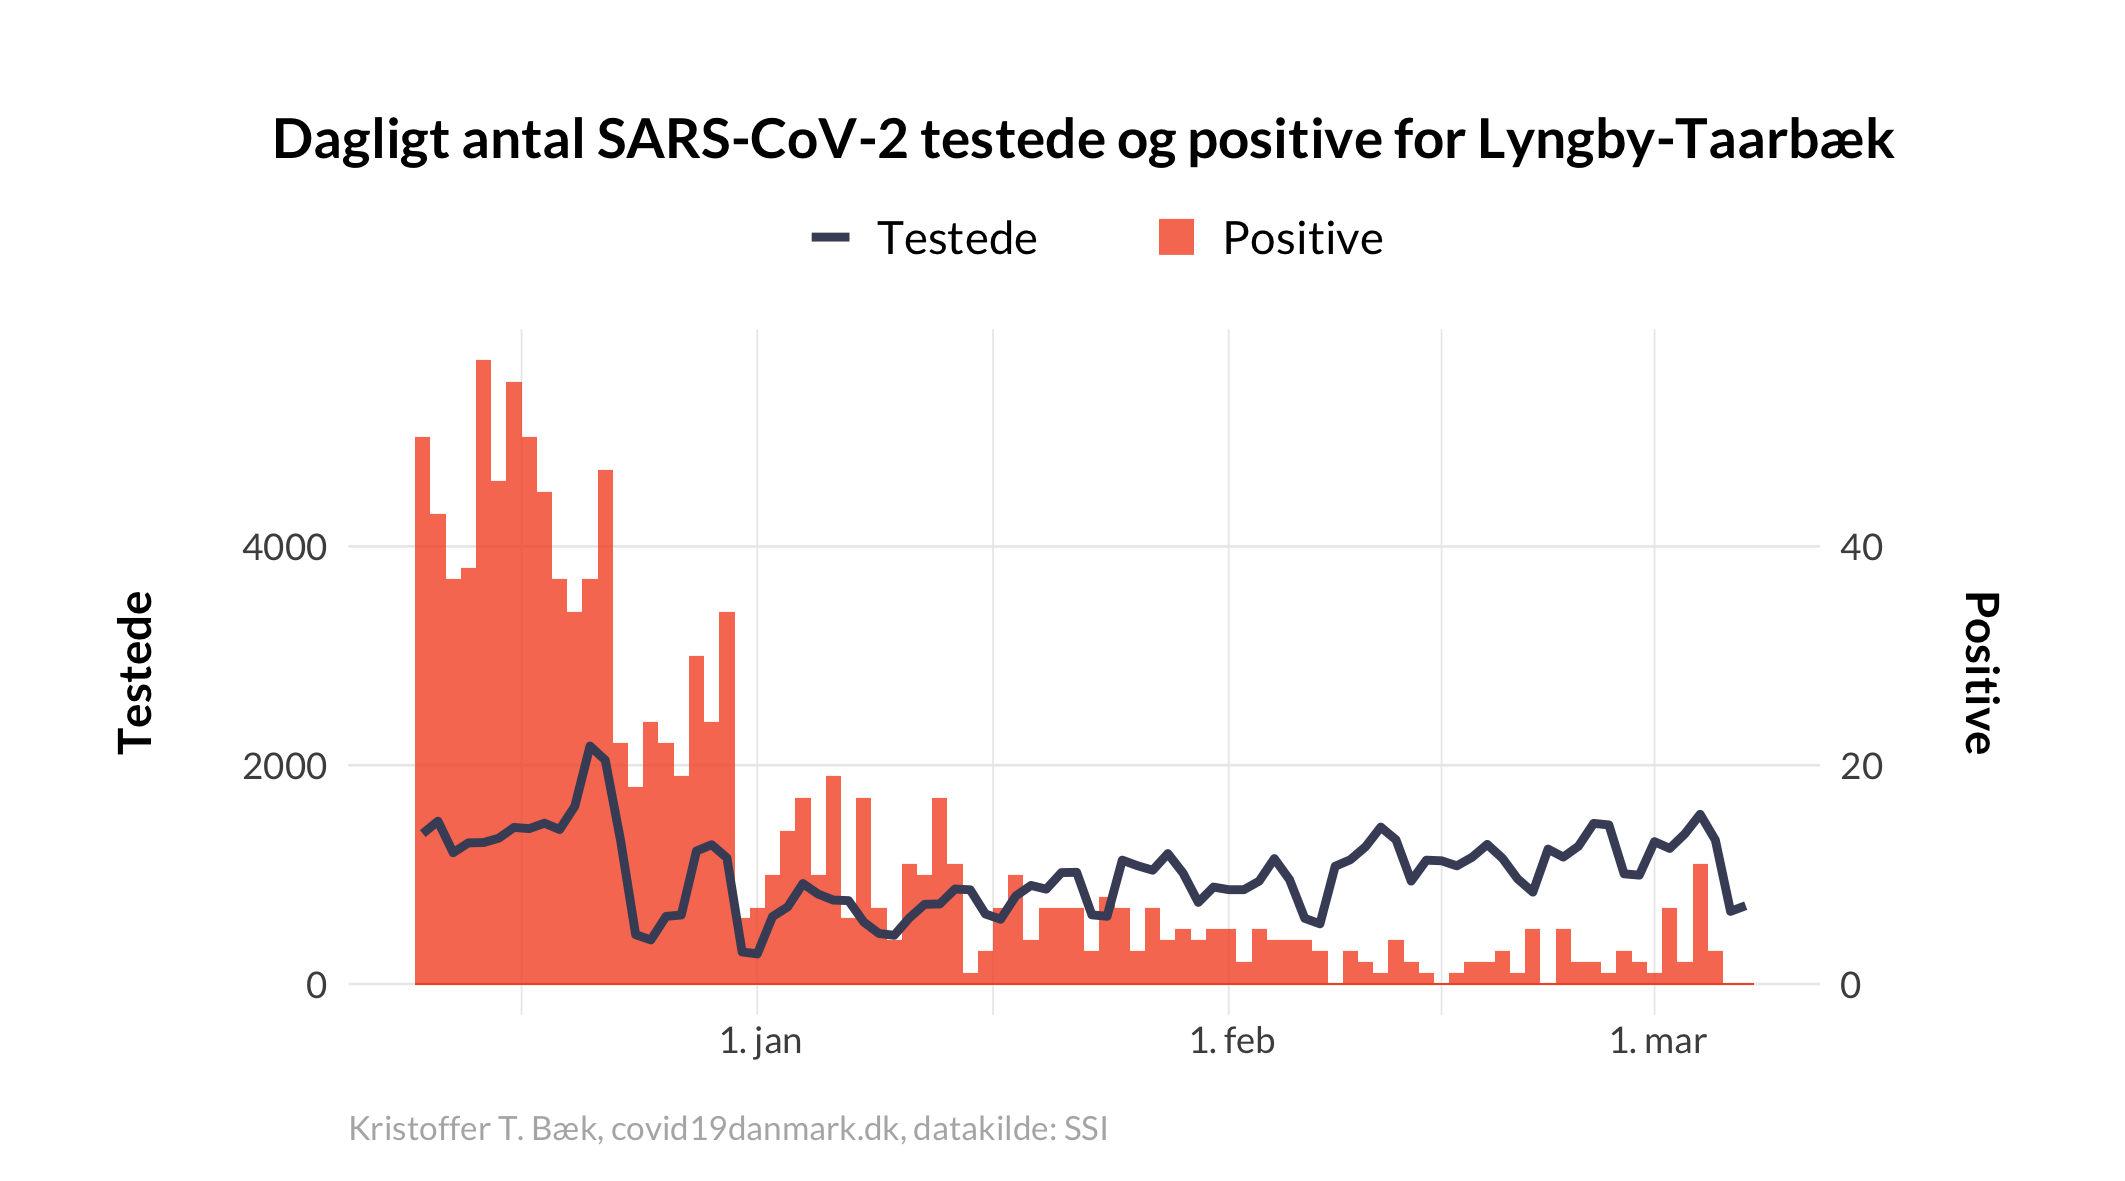 Dagligt antal SARS-CoV-2 testede og positive for Lyngby-Taarbæk
Testede Positive
Testede
4000
2000
0
40
20
0
Positive
1. jan 1. feb 1. mar
Kristoffer T. Bæk, covid19danmark.dk, datakilde: SSI